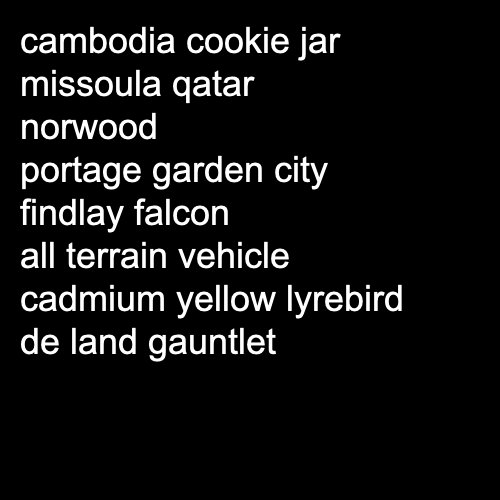 cambodia cookie jar
missoula qatar
norwood
portage garden city
findlay falcon
all terrain vehicle
cadmium yellow lyrebird
de land gauntlet